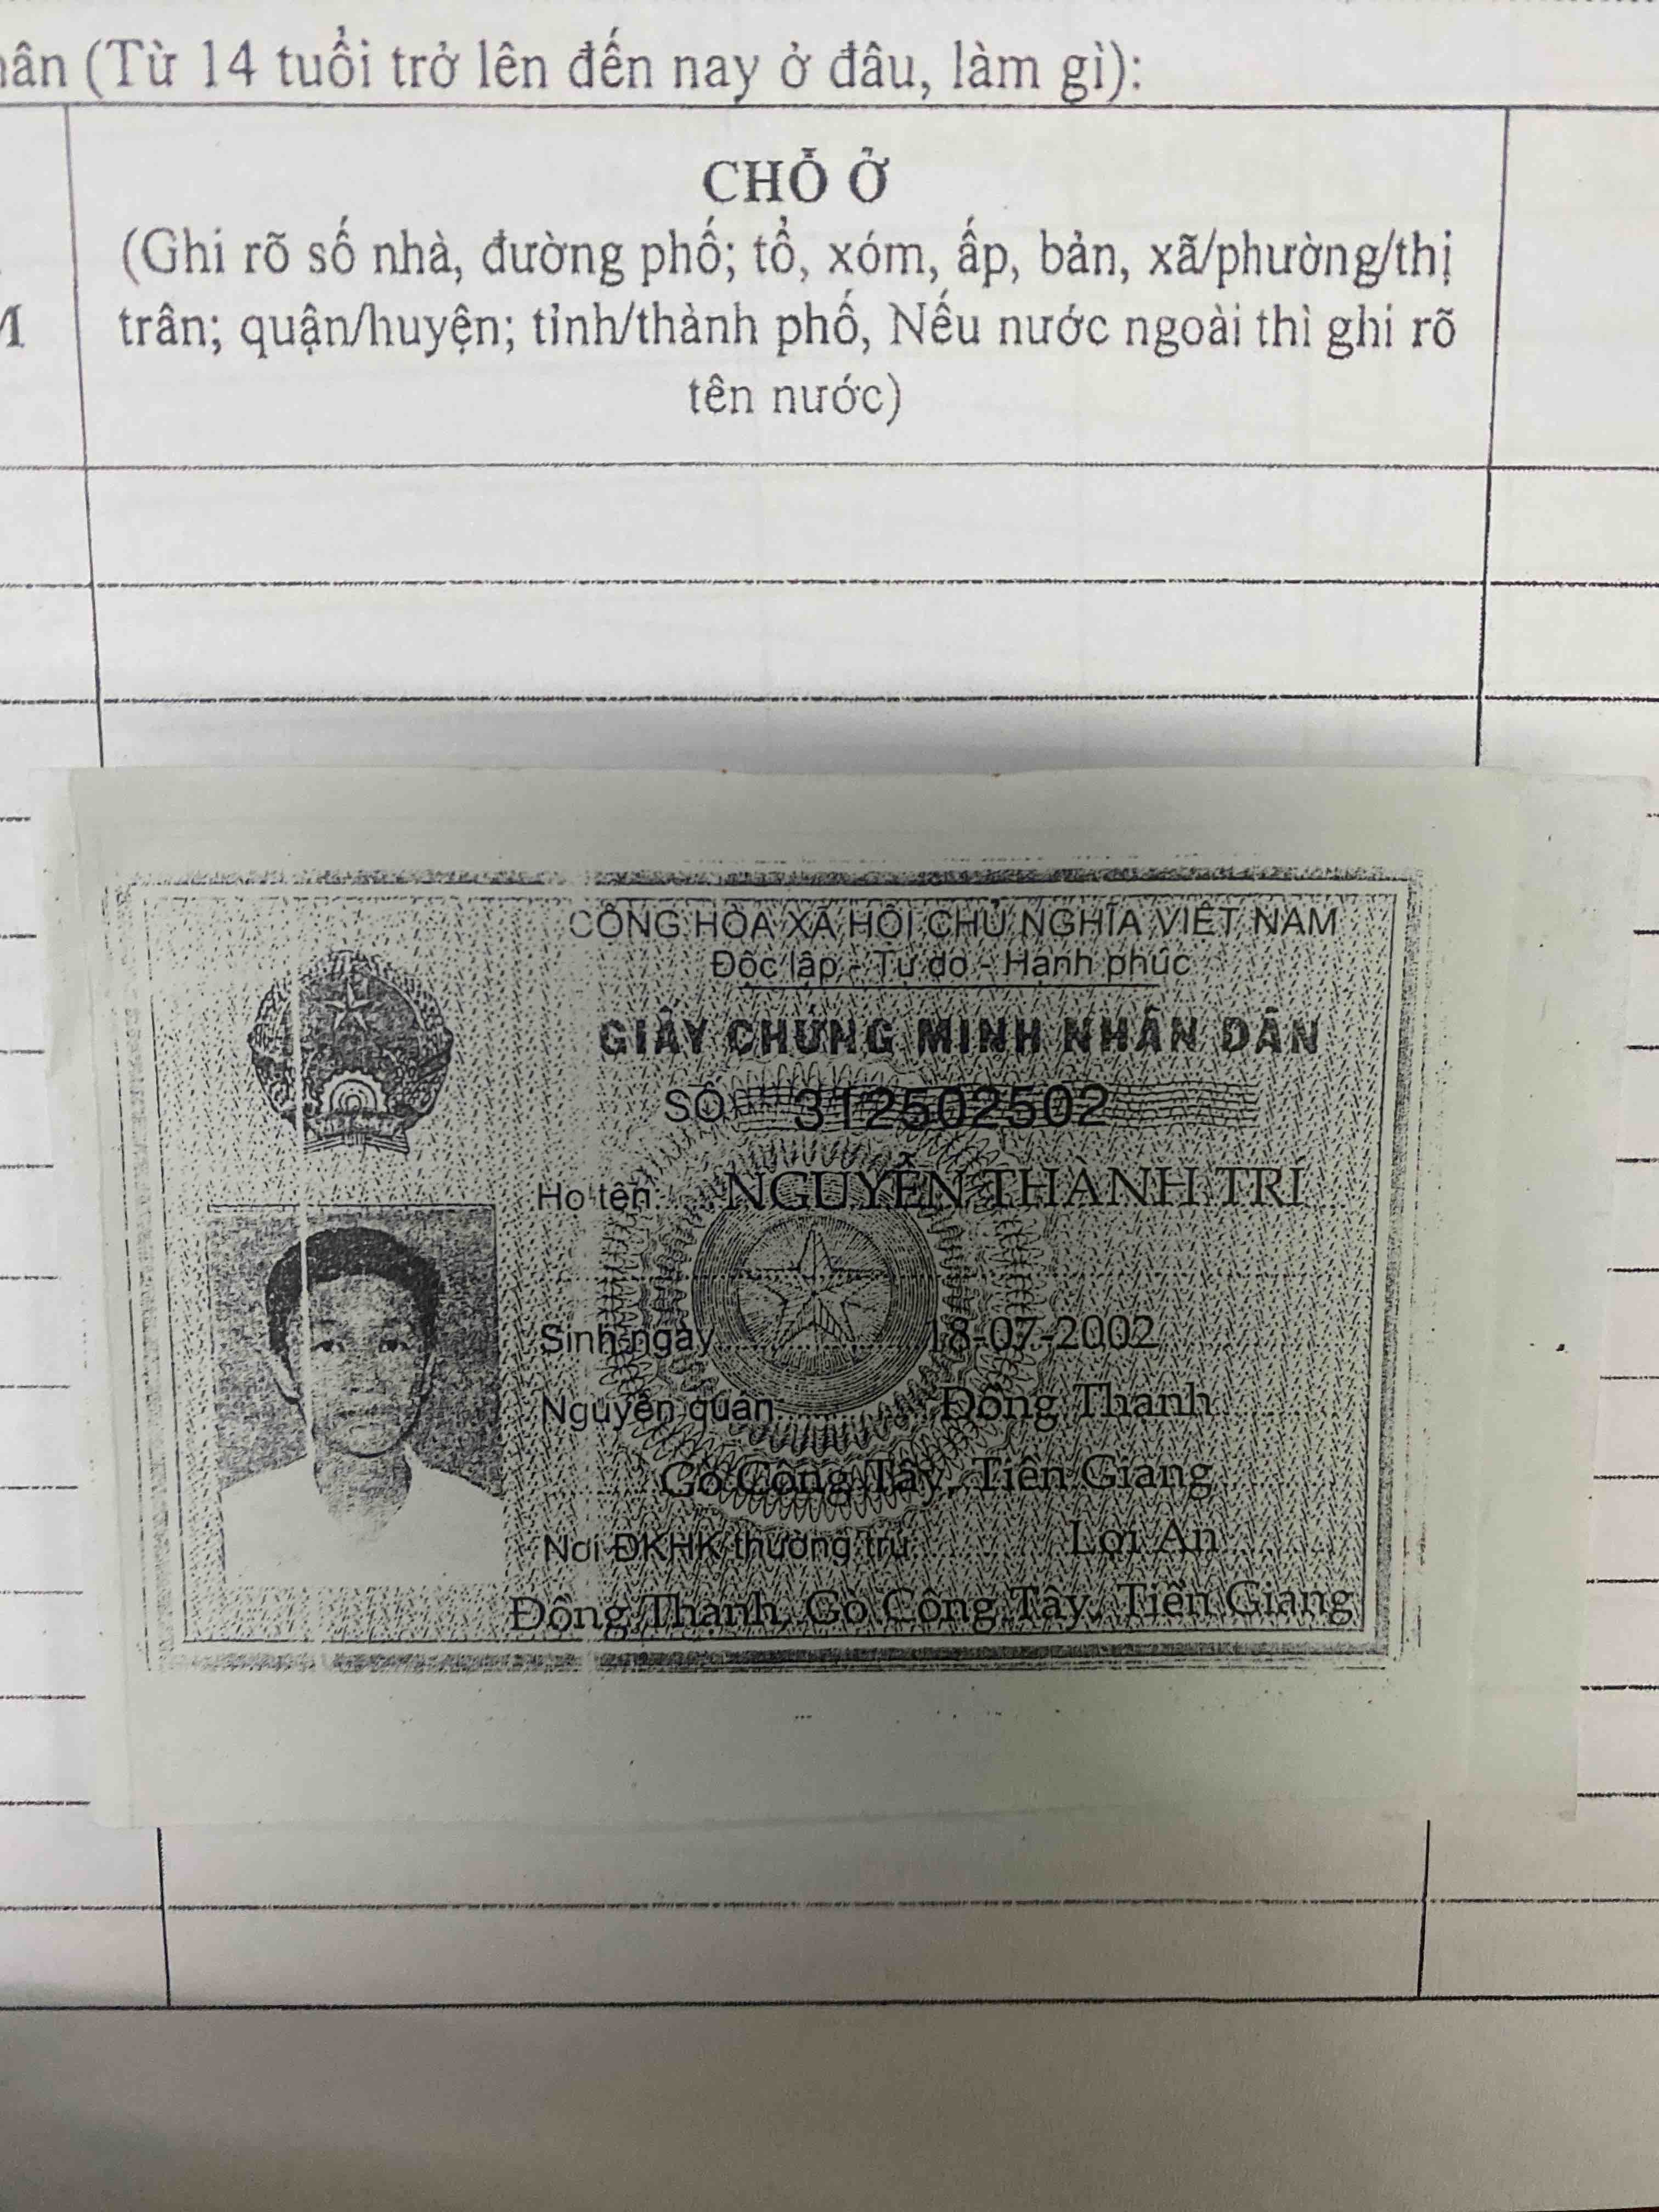 hân (Từ 14 tuổi trở lên đến nay ở đâu, làm gì):
CHỖ Ở
(Ghi rõ số nhà, đường phố; tổ, xóm, ấp, bản, xã/phường/thị
trân; quận/huyện; tỉnh/thành phố, Nếu nước ngoài thì ghi rõ
tên nước)
CỘNG HÒA XÃ HỘI CHỦ NGHĨA VIỆT NAM
Độc lập - Tự do - Hạnh phúc
GIẤY CHỨNG MINH NHÂN DÂN
SỐ 312502502
Họ tên NGUYỄN THÀNH TRÍ
Sinh ngày 18-07-2002
Nguyên quán Đồng Thạnh
Gò Công Tây, Tiền Giang
Nơi ĐKHK thường trú Lợi An
Đồng Thạnh, Gò Công Tây, Tiền Giang